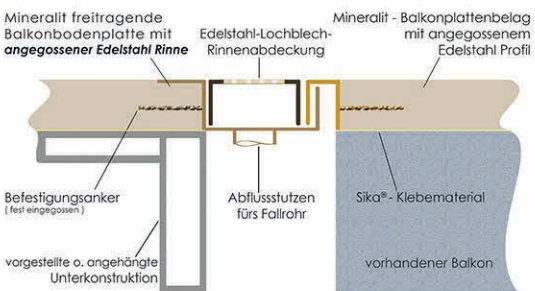 Mineralit freitragende
Balkonbodenplatte mit
angegossener Edelstahl Rinne
Edelstahl-Lochblech-
Rinnenabdeckung
Mineralit - Balkonplattenbelag
mit angegossenem
Edelstahl Profil
Befestigungsanker
( fest eingegossen )
Abflussstutzen
fürs Fallrohr
Sika® - Klebematerial
vorgestellte o. angehängte
Unterkonstruktion
vorhandener Balkon